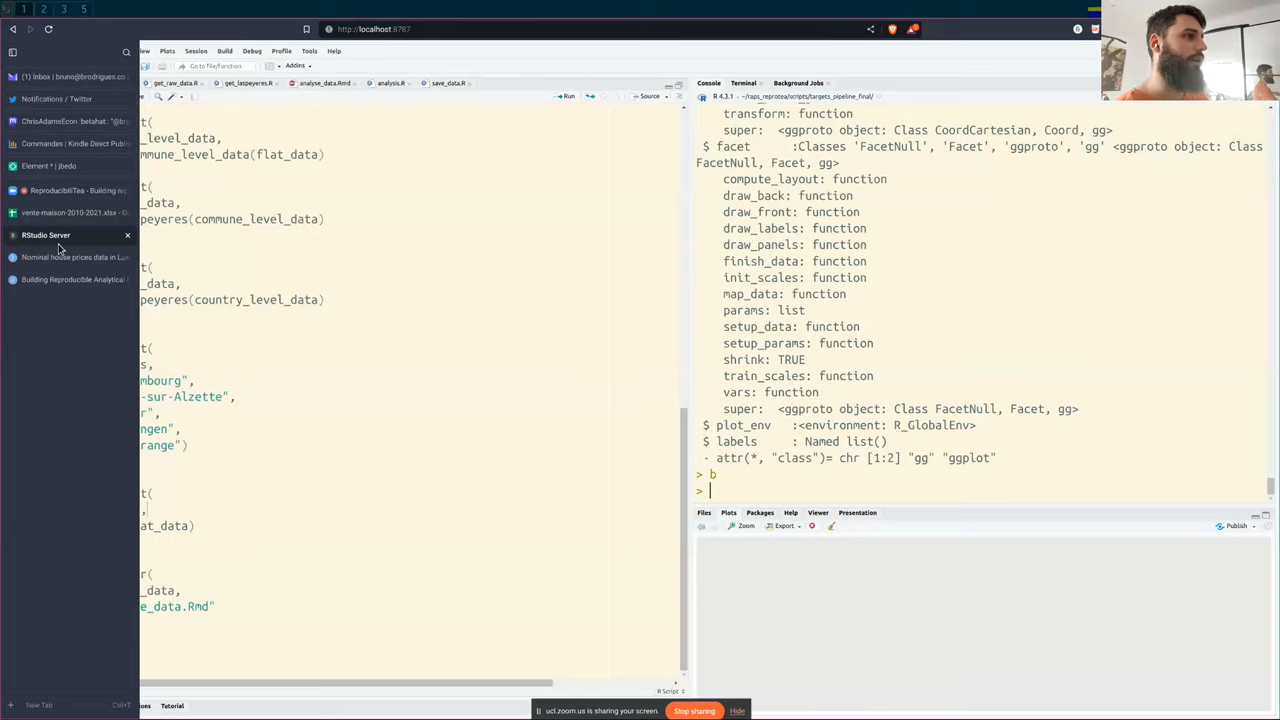 1 2 3 5
http://localhost:8787
(1) Inbox | bruno@brodrigues.co
Notifications / Twitter
ChrisAdamsEcon :betahat: "@br
Commandes | Kindle Direct Publi
Element * | jbedo
ReproducibiliTea - Building rep
vente-maison-2010-2021.xlsx - G
RStudio Server
Nominal house prices data in Lux
Building Reproducible Analytical
New Tab Ctrl+T
Plots Session Build Debug Profile Tools Help
Go to file/function Addins
get_raw_data.R get_laspeyeres.R analyse_data.Rmd analysis.R save_data.R
Run Source
t(
_level_data,
mmune_level_data(flat_data)
t(
_data,
peyeres(commune_level_data)
t(
_data,
peyeres(country_level_data)
t(
s,
mbourg",
-sur-Alzette",
r",
ngen",
range")
t(
,
at_data)
r(
_data,
e_data.Rmd"
R Script
ons Tutorial
Console Terminal Background Jobs
R 4.3.1 · ~/raps_reprotea/scripts/targets_pipeline_final/
transform: function
super: <ggproto object: Class CoordCartesian, Coord, gg>
$ facet :Classes 'FacetNull', 'Facet', 'ggproto', 'gg' <ggproto object: Class
FacetNull, Facet, gg>
compute_layout: function
draw_back: function
draw_front: function
draw_labels: function
draw_panels: function
finish_data: function
init_scales: function
map_data: function
params: list
setup_data: function
setup_params: function
shrink: TRUE
train_scales: function
vars: function
super: <ggproto object: Class FacetNull, Facet, gg>
$ plot_env :<environment: R_GlobalEnv>
$ labels : Named list()
- attr(*, "class")= chr [1:2] "gg" "ggplot"
> b
>
Files Plots Packages Help Viewer Presentation
Zoom Export Publish
ucl.zoom.us is sharing your screen. Stop sharing Hide